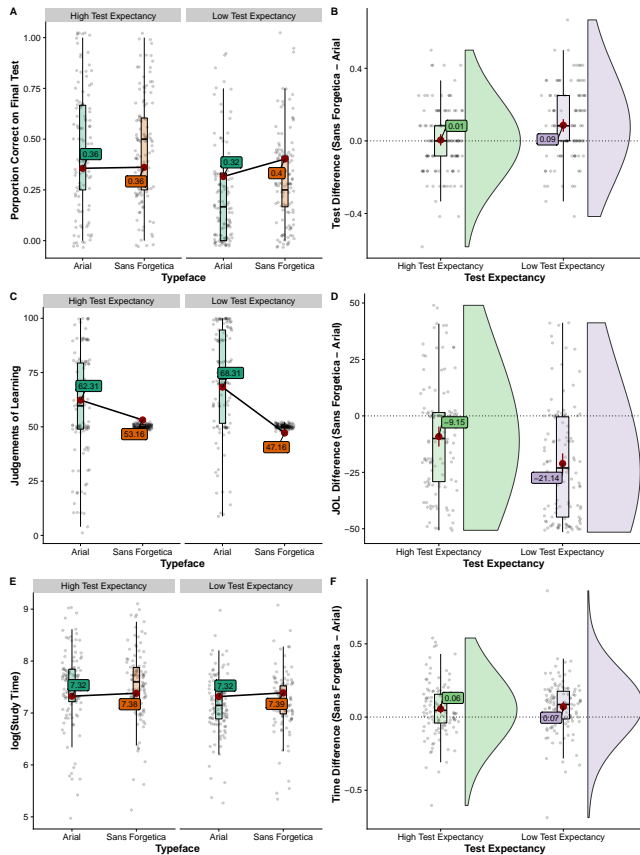 A
High Test Expectancy
Low Test Expectancy
Porportion Correct on Final Test
1.00
0.75
0.50
0.25
0.00
0.36
0.36
0.32
0.4
Arial
Sans Forgetica
Arial
Sans Forgetica
Typeface
B
Test Difference (Sans Forgetica − Arial)
0.4
0.0
−0.4
0.01
0.09
High Test Expectancy
Low Test Expectancy
Test Expectancy
C
High Test Expectancy
Low Test Expectancy
Judgements of Learning
100
75
50
25
0
62.31
53.16
68.31
47.16
Arial
Sans Forgetica
Arial
Sans Forgetica
Typeface
D
JOL Difference (Sans Forgetica − Arial)
50
25
0
−25
−50
−9.15
−21.14
High Test Expectancy
Low Test Expectancy
Test Expectancy
E
High Test Expectancy
Low Test Expectancy
log(Study Time)
9
8
7
6
5
7.32
7.38
7.32
7.39
Arial
Sans Forgetica
Arial
Sans Forgetica
Typeface
F
Time Difference (Sans Forgetica − Arial)
0.5
0.0
−0.5
0.06
0.07
High Test Expectancy
Low Test Expectancy
Test Expectancy